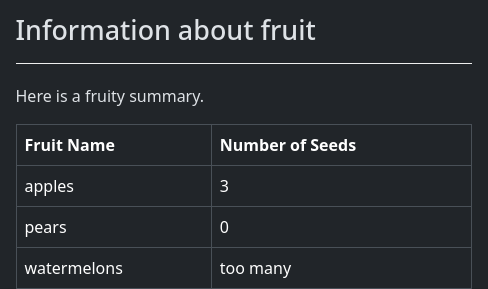 Information about fruit
Here is a fruity summary.
Fruit Name Number of Seeds
apples 3
pears 0
watermelons too many